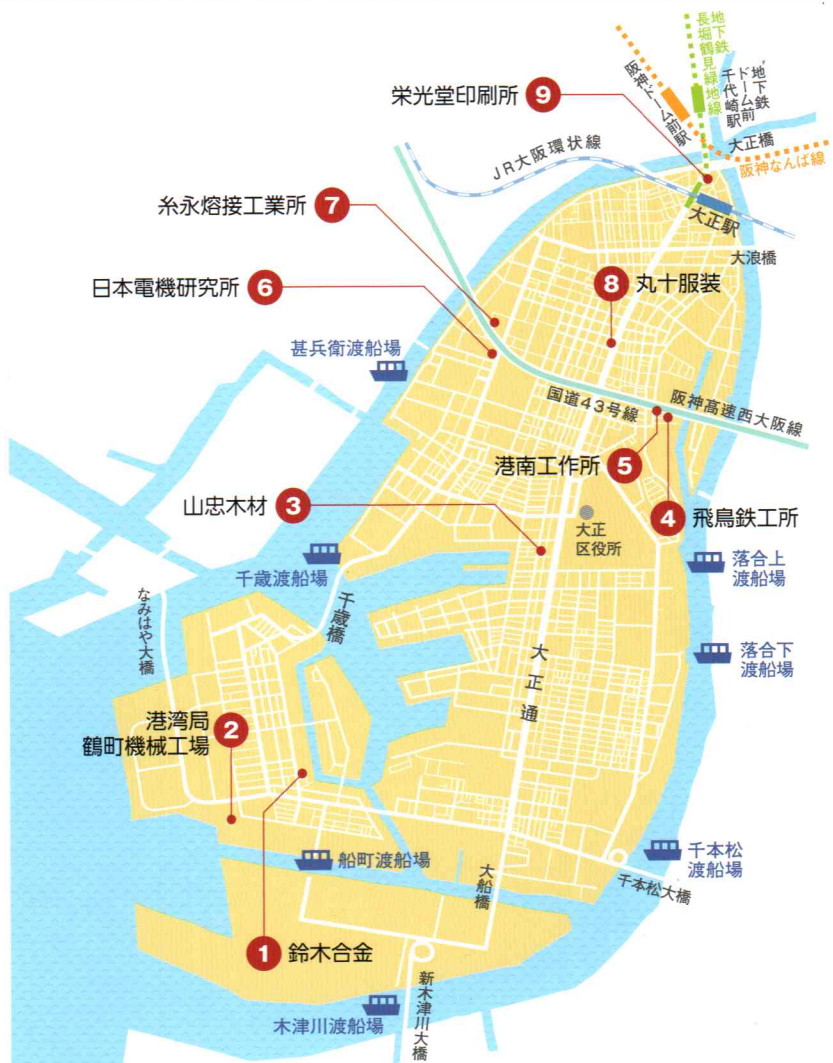 地下鉄
長堀鶴見緑地線
地下鉄
ドーム前
千代崎駅
阪神・ドーム前駅
大正橋
阪神なんば線
栄光堂印刷所 9
JR大阪環状線
大正駅
糸永熔接工業所 7
大浪橋
日本電機研究所 6
8 丸十服装
甚兵衛渡船場
国道43号線
阪神高速西大阪線
港南工作所 5
山忠木材 3
4 飛鳥鉄工所
大正
区役所
千歳渡船場
落合上
渡船場
なみはや大橋
千歳橋
落合下
渡船場
大正通
港湾局
鶴町機械工場
2
船町渡船場
千本松
渡船場
大船橋
千本松大橋
1 鈴木合金
新木津川大橋
木津川渡船場